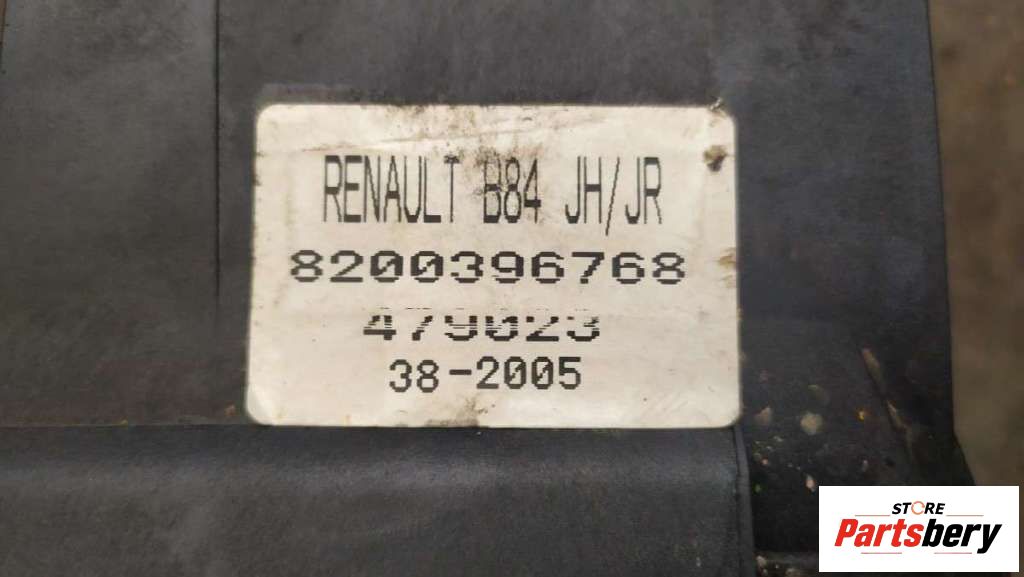 RENAULT B84 JH/JR
8200396768
479023
38-2005
STORE
Partsbery